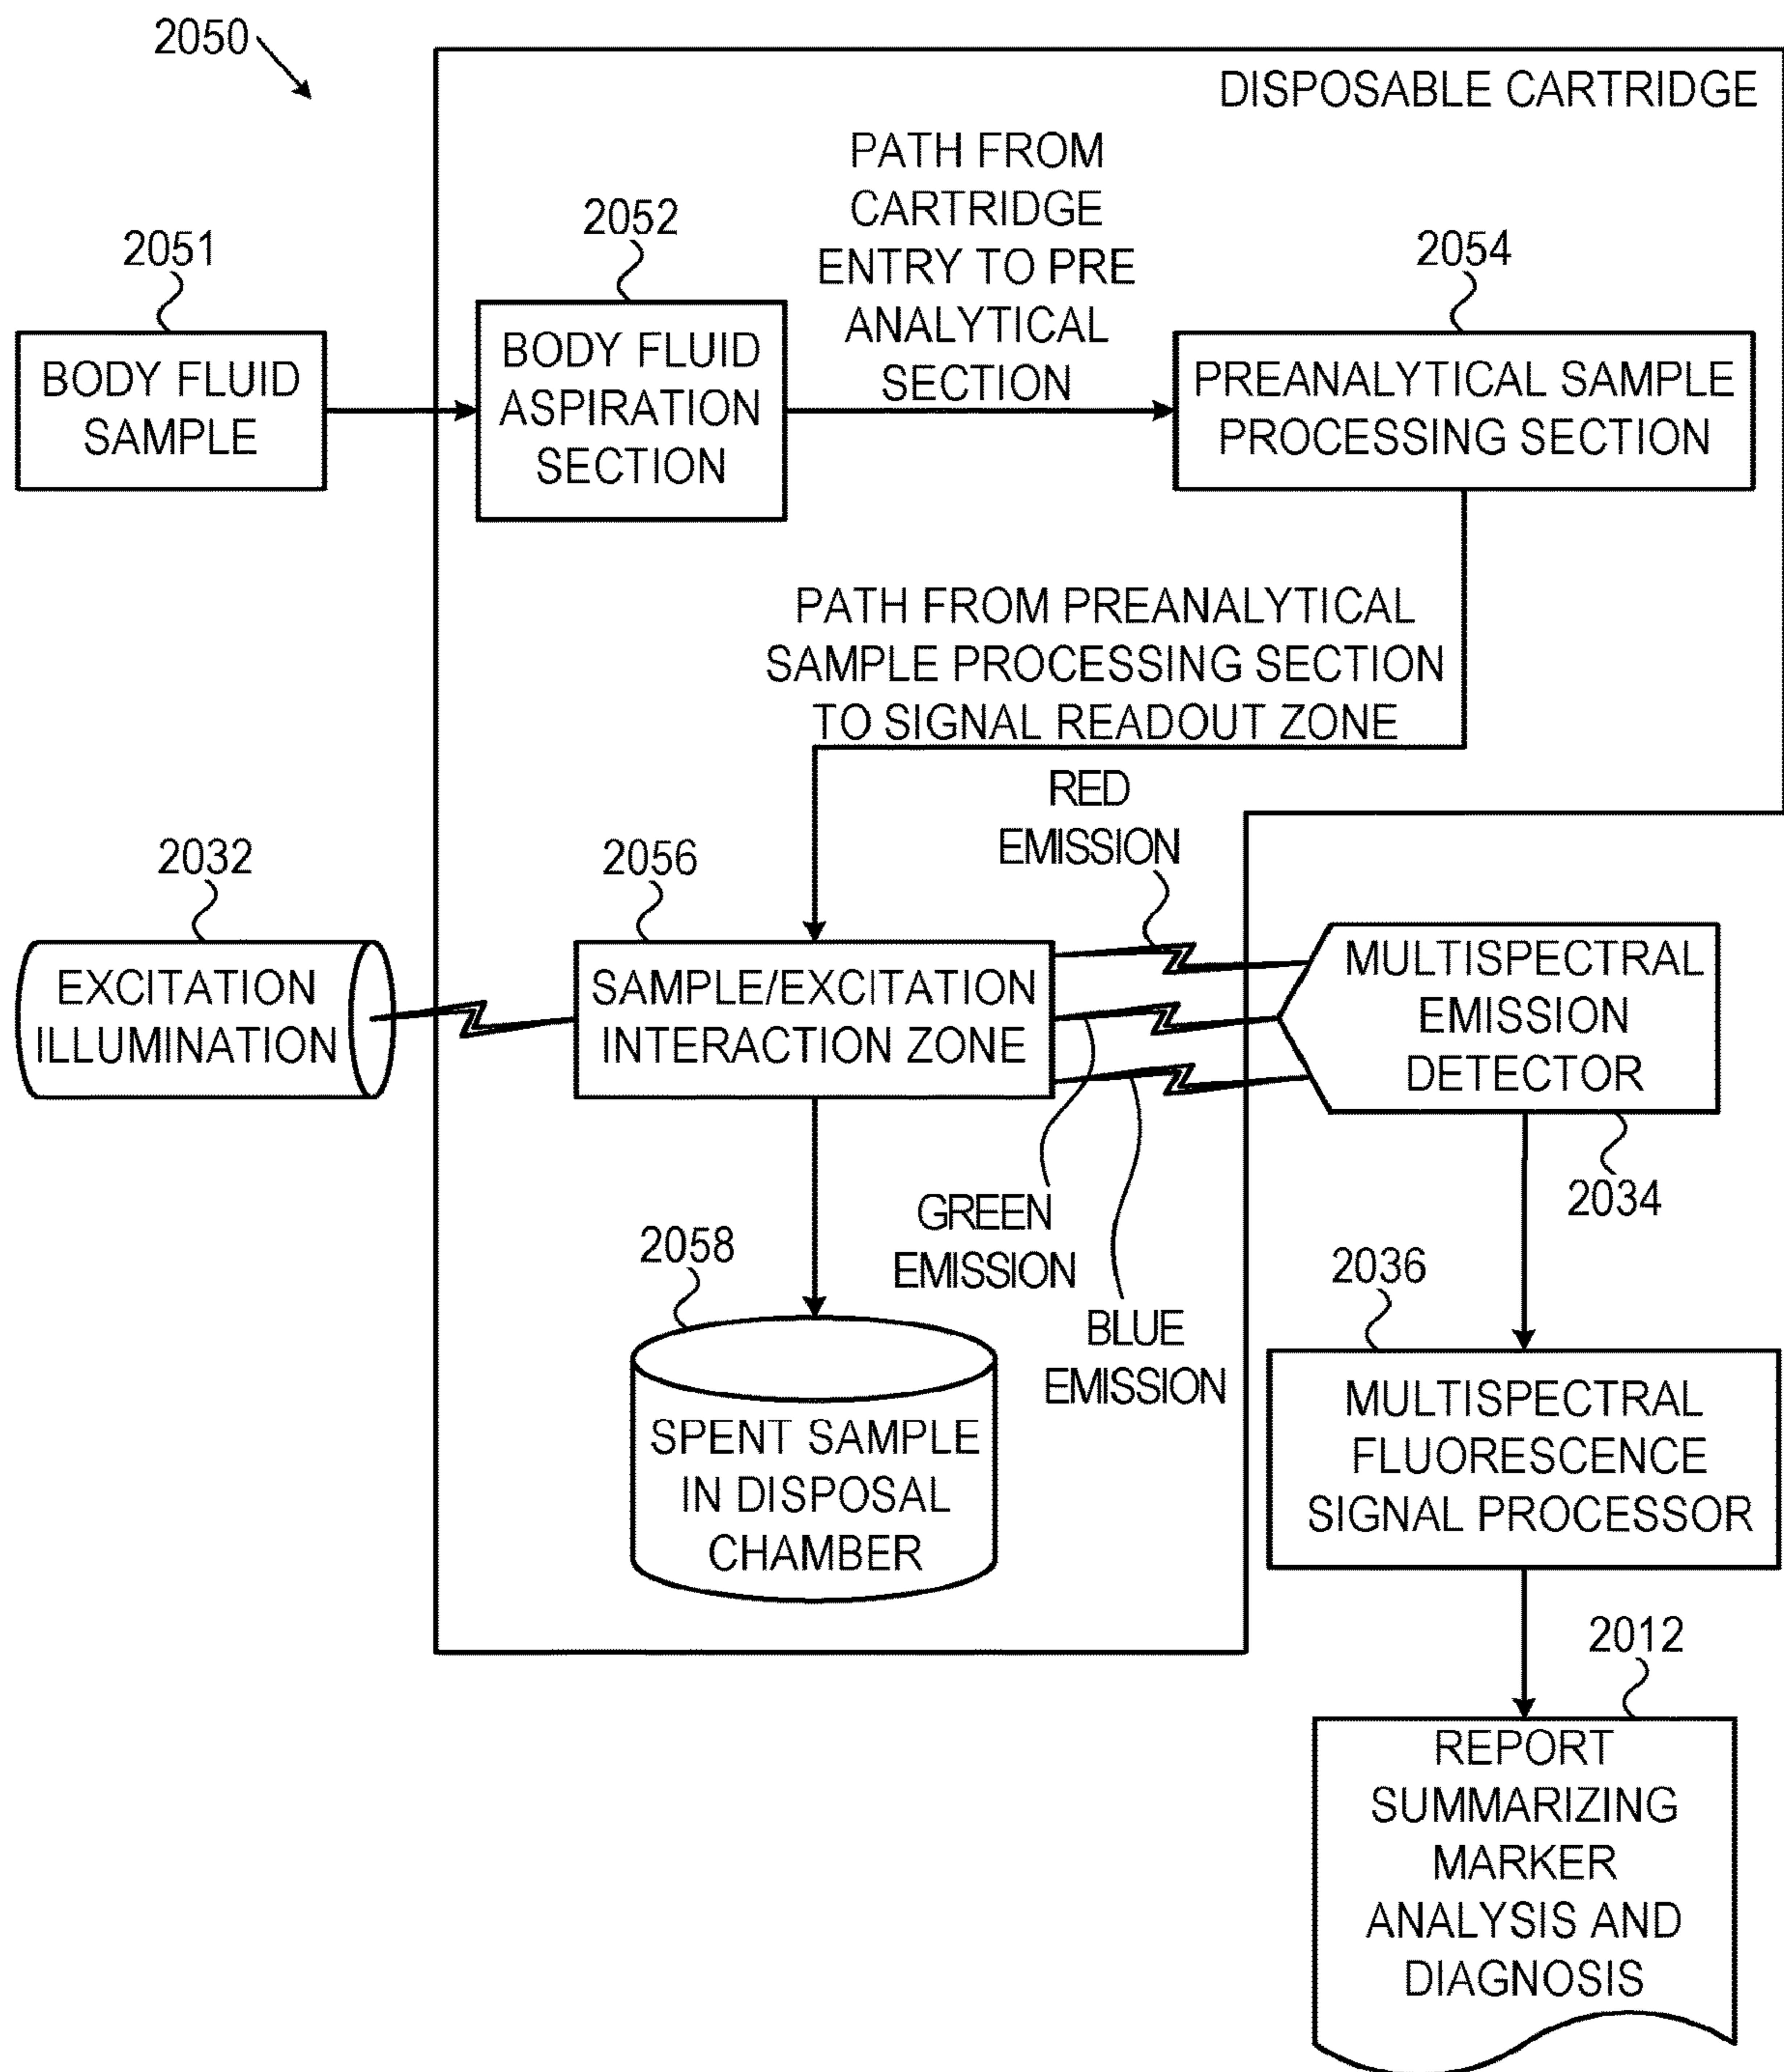 2050
DISPOSABLE CARTRIDGE
PATH FROM
CARTRIDGE
ENTRY TO PRE
ANALYTICAL
SECTION
2051
BODY FLUID
SAMPLE
2052
BODY FLUID
ASPIRATION
SECTION
2054
PREANALYTICAL SAMPLE
PROCESSING SECTION
PATH FROM PREANALYTICAL
SAMPLE PROCESSING SECTION
TO SIGNAL READOUT ZONE
RED
EMISSION
2032
EXCITATION
ILLUMINATION
2056
SAMPLE/EXCITATION
INTERACTION ZONE
MULTISPECTRAL
EMISSION
DETECTOR
2034
GREEN
EMISSION
BLUE
EMISSION
2058
SPENT SAMPLE
IN DISPOSAL
CHAMBER
2036
MULTISPECTRAL
FLUORESCENCE
SIGNAL PROCESSOR
2012
REPORT
SUMMARIZING
MARKER
ANALYSIS AND
DIAGNOSIS